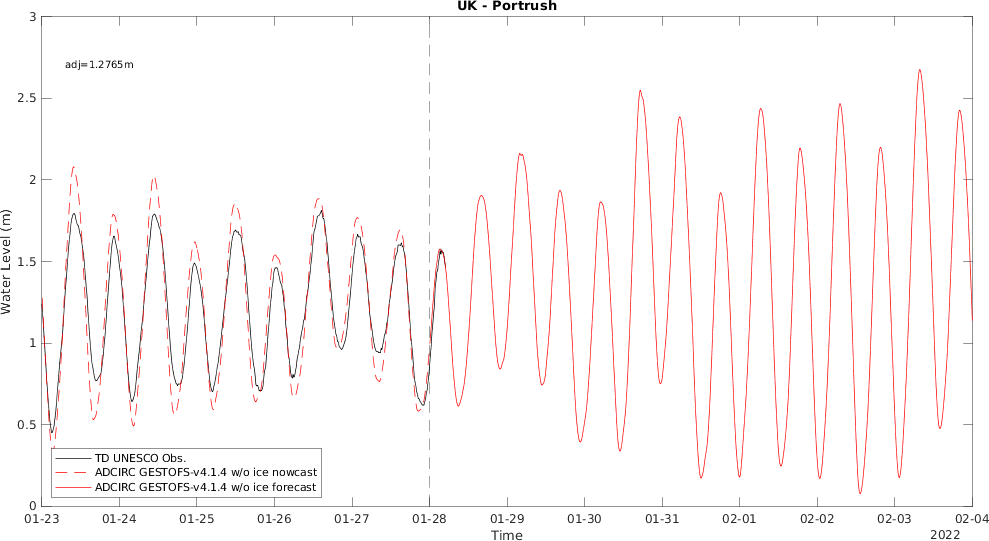 UK - Portrush
3
adj=1.2765m
2.5
2
1.5
1
0.5
0
Water Level (m)
TD UNESCO Obs.
ADCIRC GESTOFS-v4.1.4 w/o ice nowcast
ADCIRC GESTOFS-v4.1.4 w/o ice forecast
01-23 01-24 01-25 01-26 01-27 01-28 01-29 01-30 01-31 02-01 02-02 02-03 02-04
Time
2022